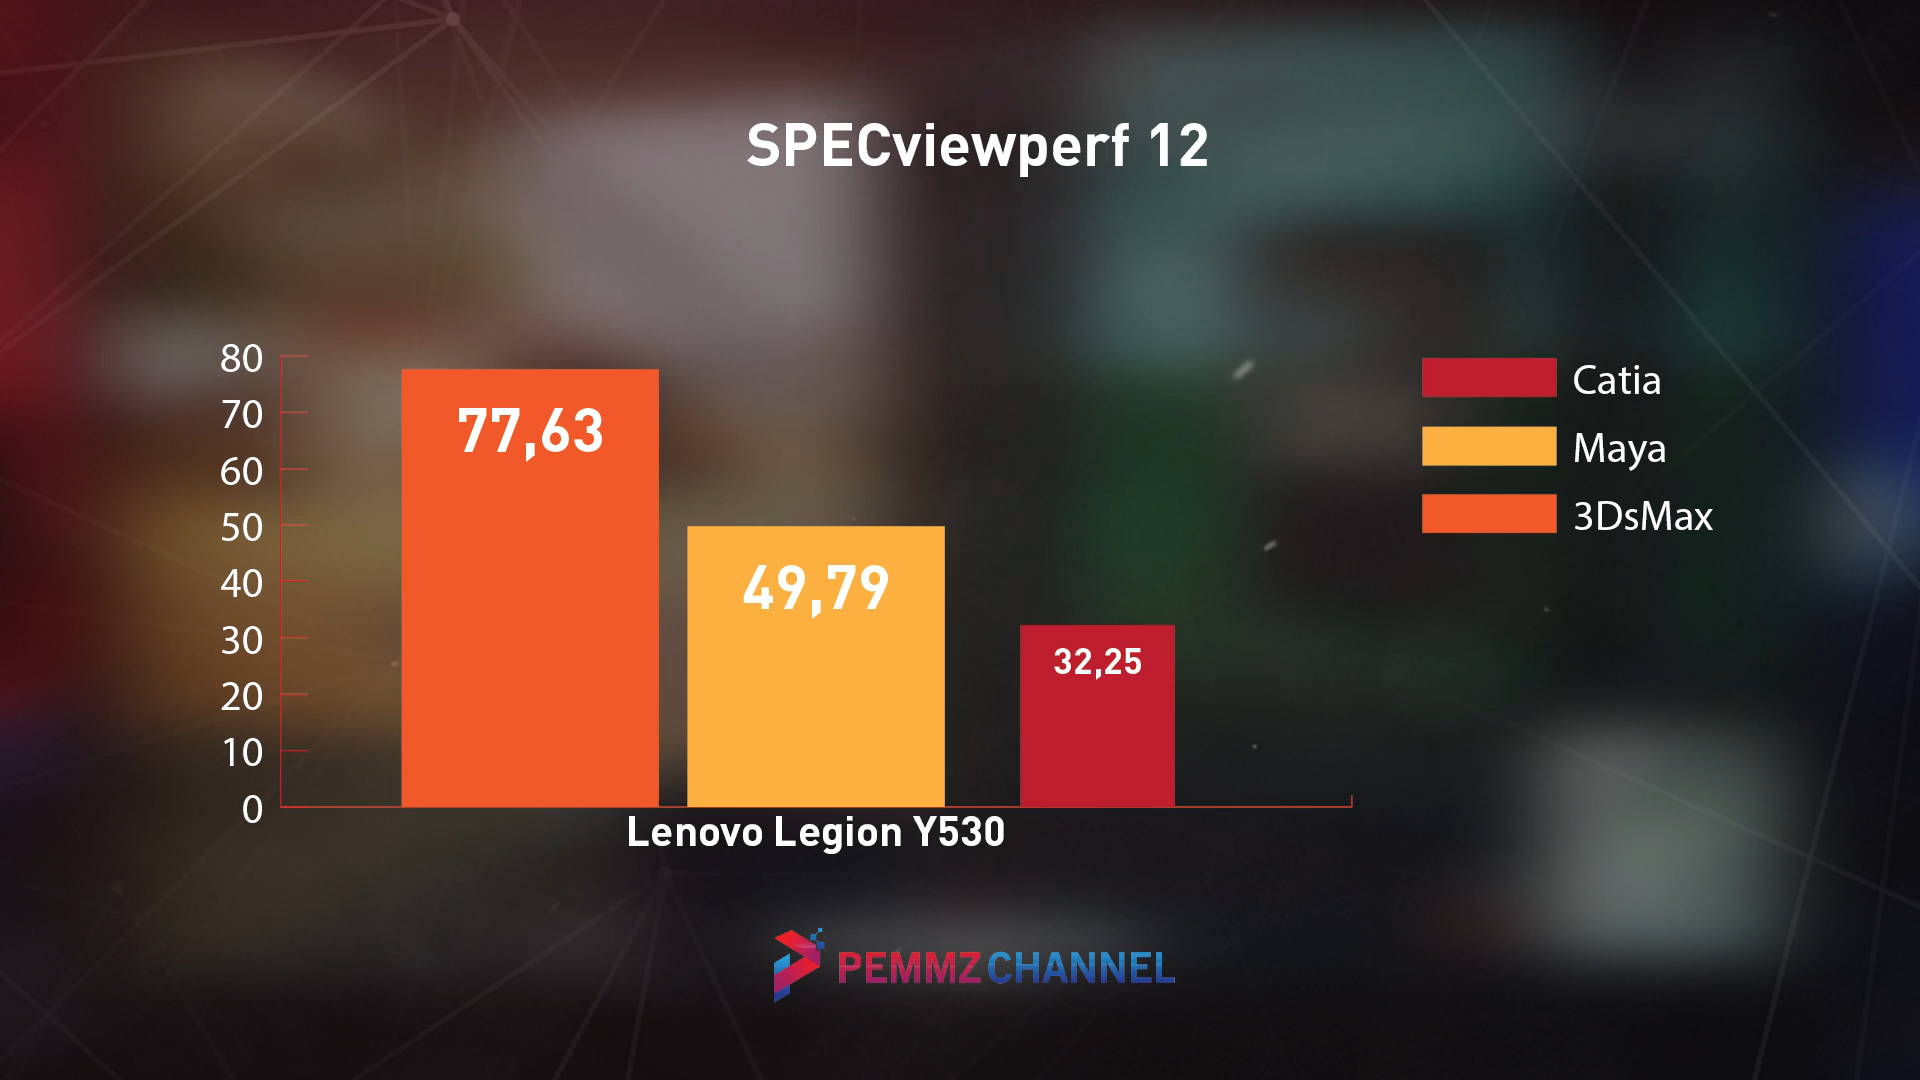 SPECviewperf 12
80
70
60
50
40
30
20
10
0
77,63
49,79
32,25
Lenovo Legion Y530
Catia
Maya
3DsMax
PEMMZ CHANNEL